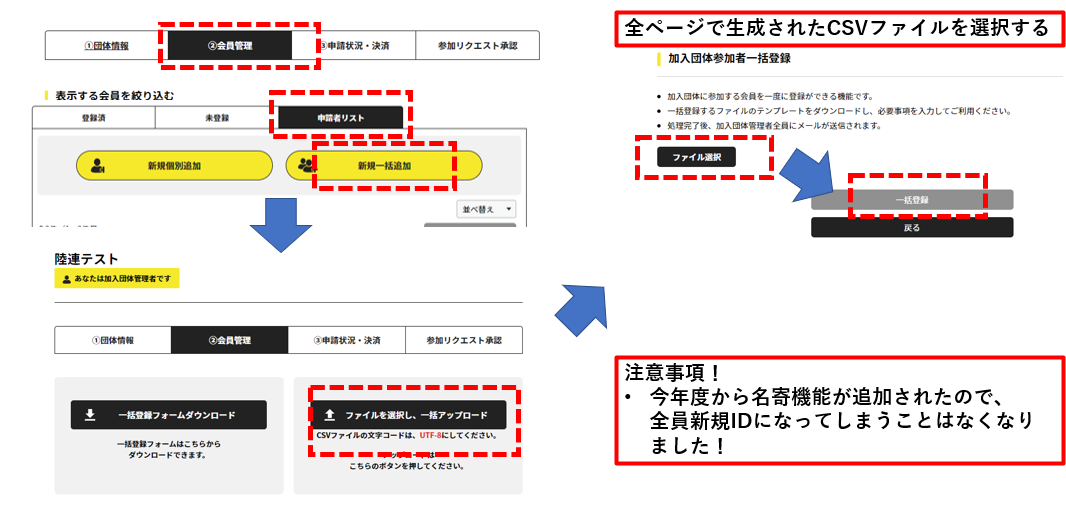 ①団体情報
②会員管理
③申請状況・決済
参加リクエスト承認
表示する会員を絞り込む
登録済
未登録
申請者リスト
新規個別追加
新規一括追加
並べ替え
陸連テスト
あなたは加入団体管理者です
①団体情報
②会員管理
③申請状況・決済
参加リクエスト承認
一括登録フォームダウンロード
一括登録フォームはこちらから
ダウンロードできます。
ファイルを選択し、一括アップロード
CSVファイルの文字コードは、UTF-8にしてください。
こちらのボタンを押してください。
全ページで生成されたCSVファイルを選択する
加入団体参加者一括登録
• 加入団体に参加する会員を一度に登録ができる機能です。
• 一括登録するファイルのテンプレートをダウンロードし、必要事項を入力してご利用ください。
• 処理完了後、加入団体管理者全員にメールが送信されます。
ファイル選択
一括登録
戻る
注意事項！
• 今年度から名寄機能が追加されたので、
全員新規IDになってしまうことはなくなり
ました！